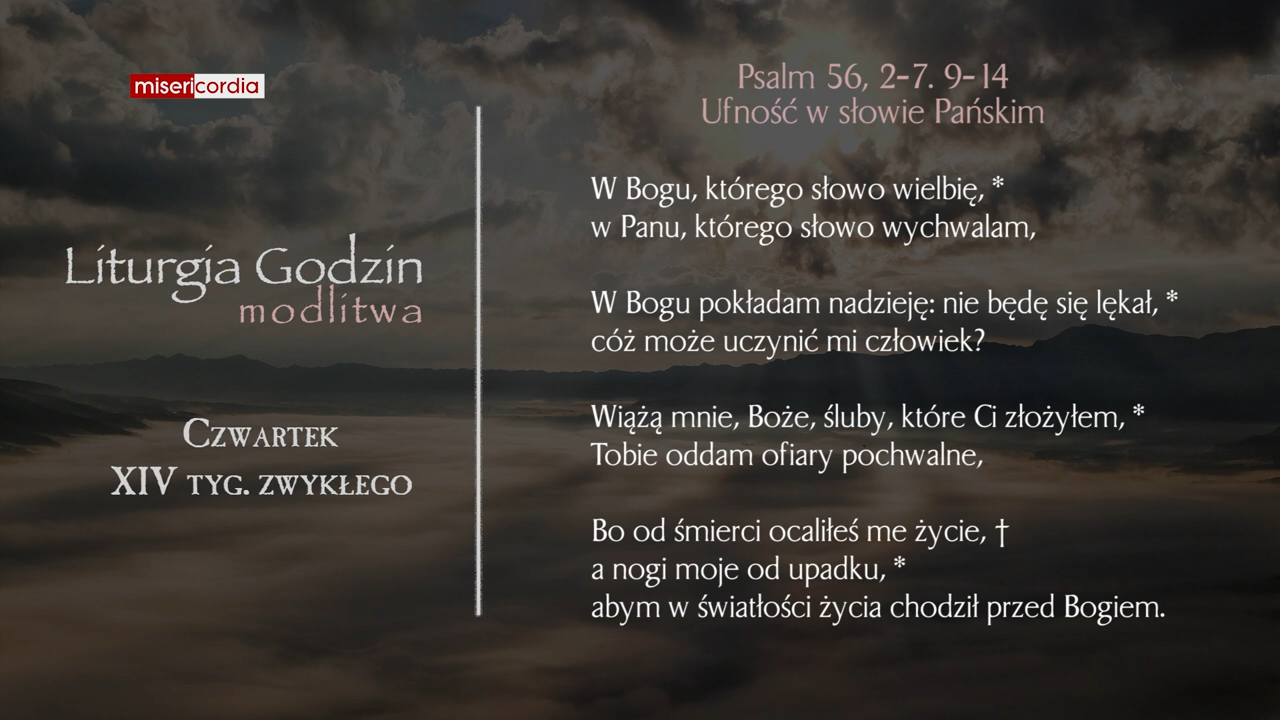 misericordia
Liturgia Godzin
modlitwa
Czwartek
XIV tyg. zwykłego
Psalm 56, 2-7. 9-14
Ufność w słowie Pańskim
W Bogu, którego słowo wielbię, *
w Panu, którego słowo wychwalam,
W Bogu pokładam nadzieję: nie będę się lękał, *
cóż może uczynić mi człowiek?
Wiążą mnie, Boże, śluby, które Ci złożyłem, *
Tobie oddam ofiary pochwalne,
Bo od śmierci ocaliłeś me życie, †
a nogi moje od upadku, *
abym w światłości życia chodził przed Bogiem.